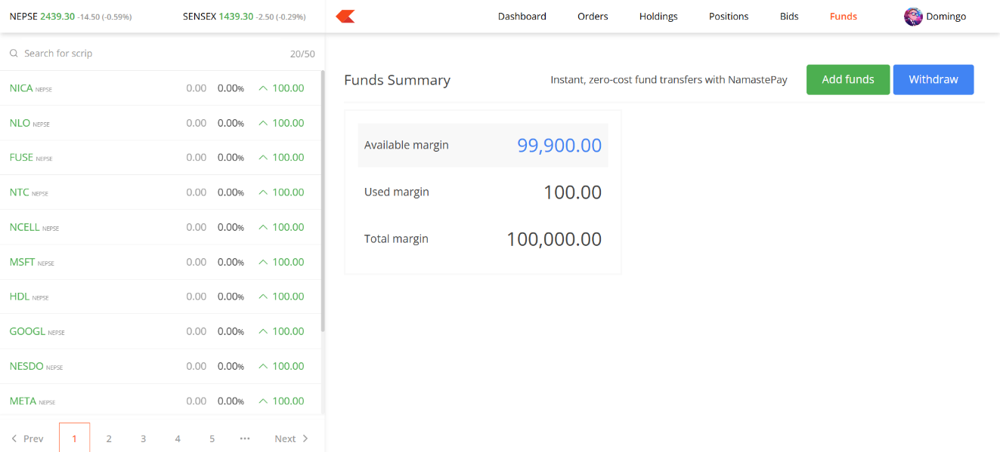 NEPSE 2439.30 -14.50 (-0.59%) SENSEX 1439.30 -2.50 (-0.29%)
Dashboard Orders Holdings Positions Bids Funds Domingo
Search for scrip 20/50
NICA NEPSE 0.00 0.00% 100.00
NLO NEPSE 0.00 0.00% 100.00
FUSE NEPSE 0.00 0.00% 100.00
NTC NEPSE 0.00 0.00% 100.00
NCELL NEPSE 0.00 0.00% 100.00
MSFT NEPSE 0.00 0.00% 100.00
HDL NEPSE 0.00 0.00% 100.00
GOOGL NEPSE 0.00 0.00% 100.00
NESDO NEPSE 0.00 0.00% 100.00
META NEPSE 0.00 0.00% 100.00
Prev 1 2 3 4 5 ••• Next
Funds Summary Instant, zero-cost fund transfers with NamastePay Add funds Withdraw
Available margin 99,900.00
Used margin 100.00
Total margin 100,000.00